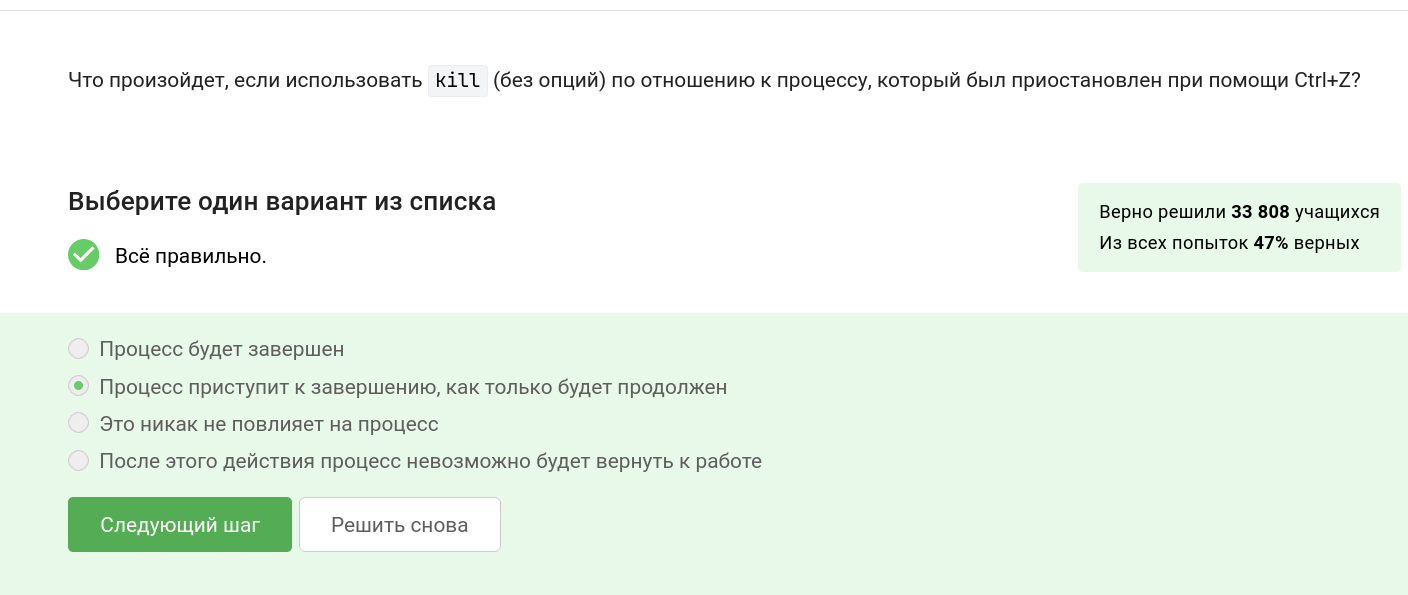 Что произойдет, если использовать kill (без опций) по отношению к процессу, который был приостановлен при помощи Ctrl+Z?
Выберите один вариант из списка
Всё правильно.
Верно решили 33 808 учащихся
Из всех попыток 47% верных
Процесс будет завершен
Процесс приступит к завершению, как только будет продолжен
Это никак не повлияет на процесс
После этого действия процесс невозможно будет вернуть к работе
Следующий шаг
Решить снова